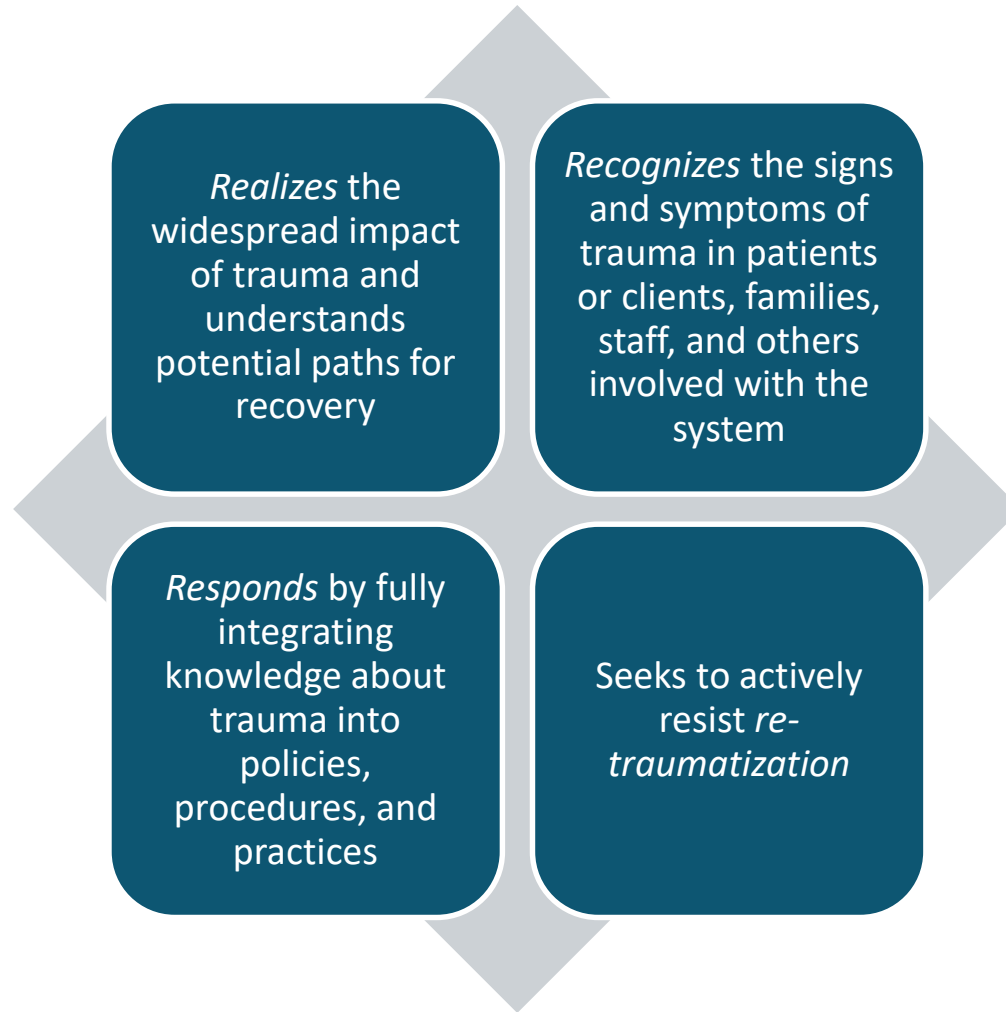 Realizes the
widespread impact
of trauma and
understands
potential paths for
recovery
Recognizes the signs
and symptoms of
trauma in patients
or clients, families,
staff, and others
involved with the
system
Responds by fully
integrating
knowledge about
trauma into
policies,
procedures, and
practices
Seeks to actively
resist re-
traumatization